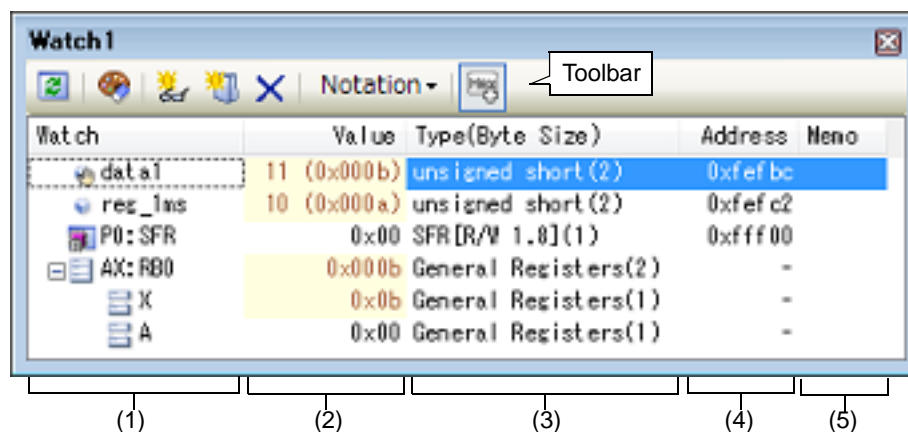 Watch1
Notation
Hex
Toolbar
Watch Value Type(Byte Size) Address Memo
data1 11 (0x000b) unsigned short(2) 0xfefbc
reg_1ms 10 (0x000a) unsigned short(2) 0xfefc2
P0:SFR 0x00 SFR[R/W 1.8](1) 0xfff00
AX:RB0 0x000b General Registers(2) -
X 0x0b General Registers(1) -
A 0x00 General Registers(1) -
(1) (2) (3) (4) (5)